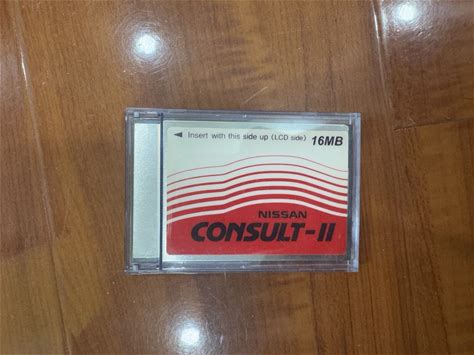 ◄ Insert with this side up (LCD side) 16MB
NISSAN
CONSULT-II